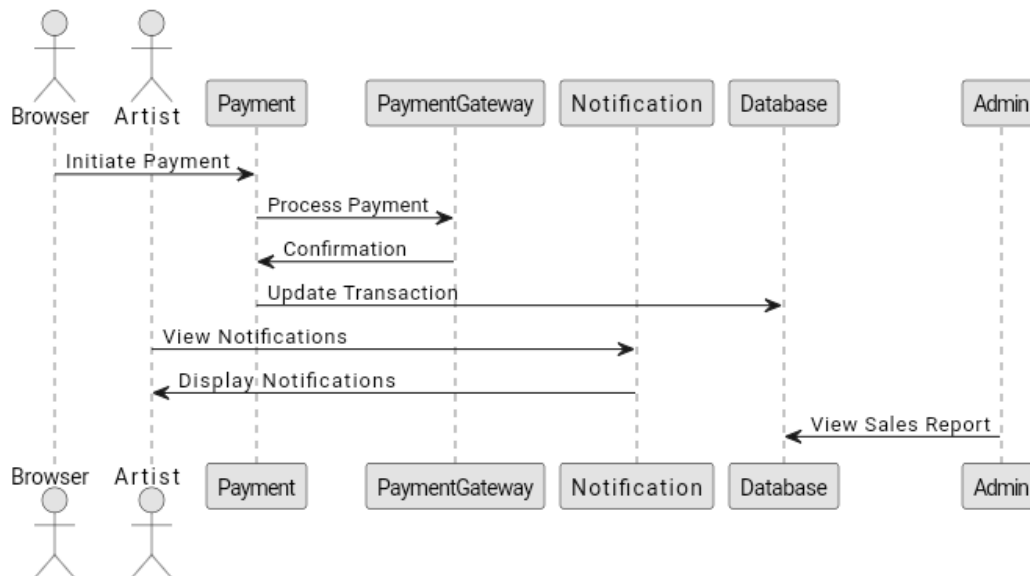 Browser Artist Payment PaymentGateway Notification Database Admin
Initiate Payment
Process Payment
Confirmation
Update Transaction
View Notifications
Display Notifications
View Sales Report
Browser Artist Payment PaymentGateway Notification Database Admin